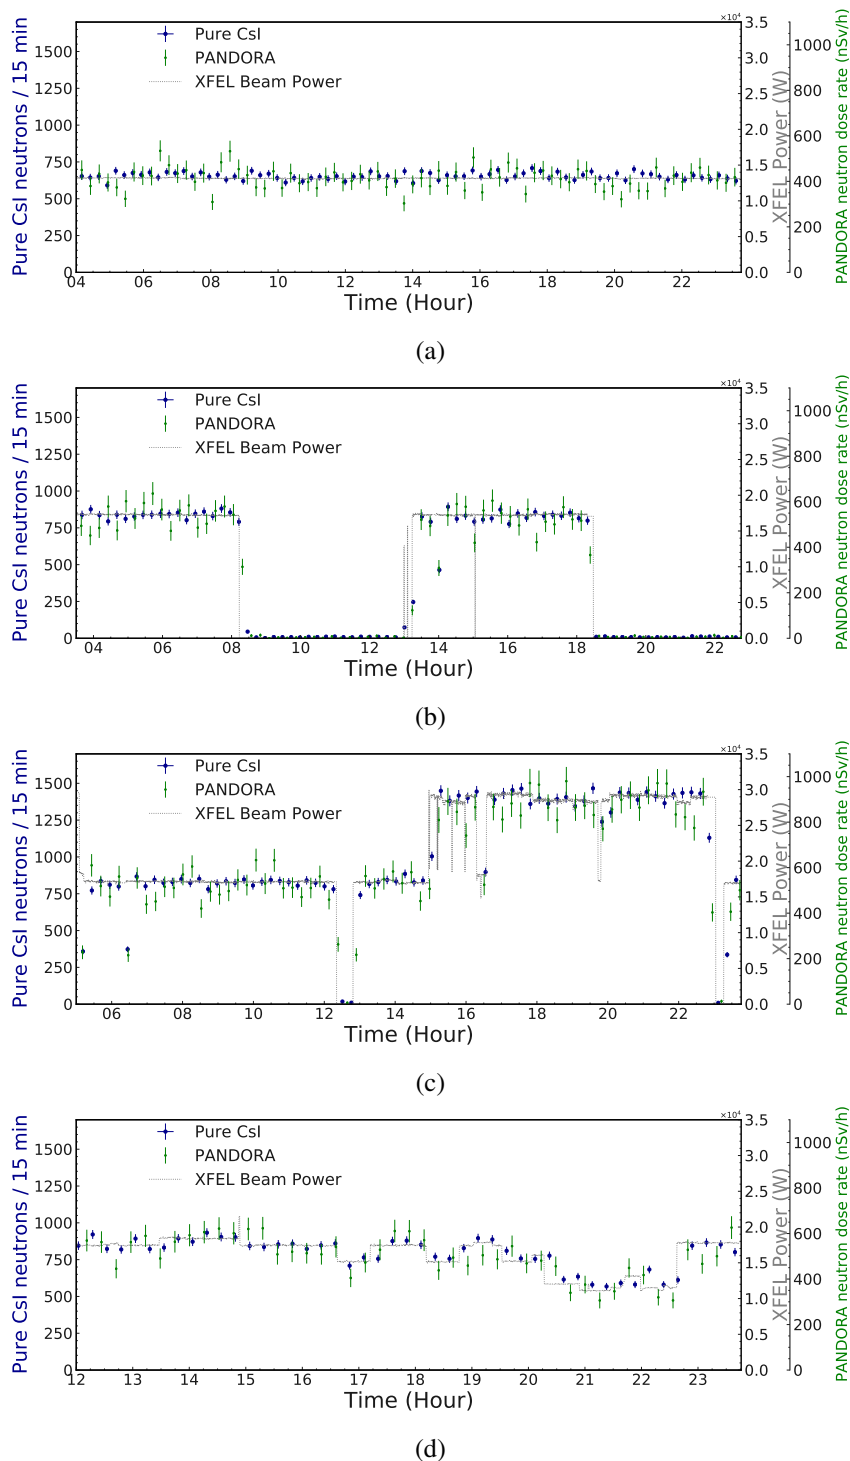 Pure CsI neutrons / 15 min
1500
1250
1000
750
500
250
0
Pure CsI
PANDORA
XFEL Beam Power
04 06 08 10 12 14 16 18 20 22
Time (Hour)
×10⁴
3.5
3.0
2.5
2.0
1.5
1.0
0.5
0.0
XFEL Power (W)
1000
800
600
400
200
0
PANDORA neutron dose rate (nSv/h)
(a)
Pure CsI neutrons / 15 min
1500
1250
1000
750
500
250
0
Pure CsI
PANDORA
XFEL Beam Power
04 06 08 10 12 14 16 18 20 22
Time (Hour)
×10⁴
3.5
3.0
2.5
2.0
1.5
1.0
0.5
0.0
XFEL Power (W)
1000
800
600
400
200
0
PANDORA neutron dose rate (nSv/h)
(b)
Pure CsI neutrons / 15 min
1500
1250
1000
750
500
250
0
Pure CsI
PANDORA
XFEL Beam Power
06 08 10 12 14 16 18 20 22
Time (Hour)
×10⁴
3.5
3.0
2.5
2.0
1.5
1.0
0.5
0.0
XFEL Power (W)
1000
800
600
400
200
0
PANDORA neutron dose rate (nSv/h)
(c)
Pure CsI neutrons / 15 min
1500
1250
1000
750
500
250
0
Pure CsI
PANDORA
XFEL Beam Power
12 13 14 15 16 17 18 19 20 21 22 23
Time (Hour)
×10⁴
3.5
3.0
2.5
2.0
1.5
1.0
0.5
0.0
XFEL Power (W)
1000
800
600
400
200
0
PANDORA neutron dose rate (nSv/h)
(d)